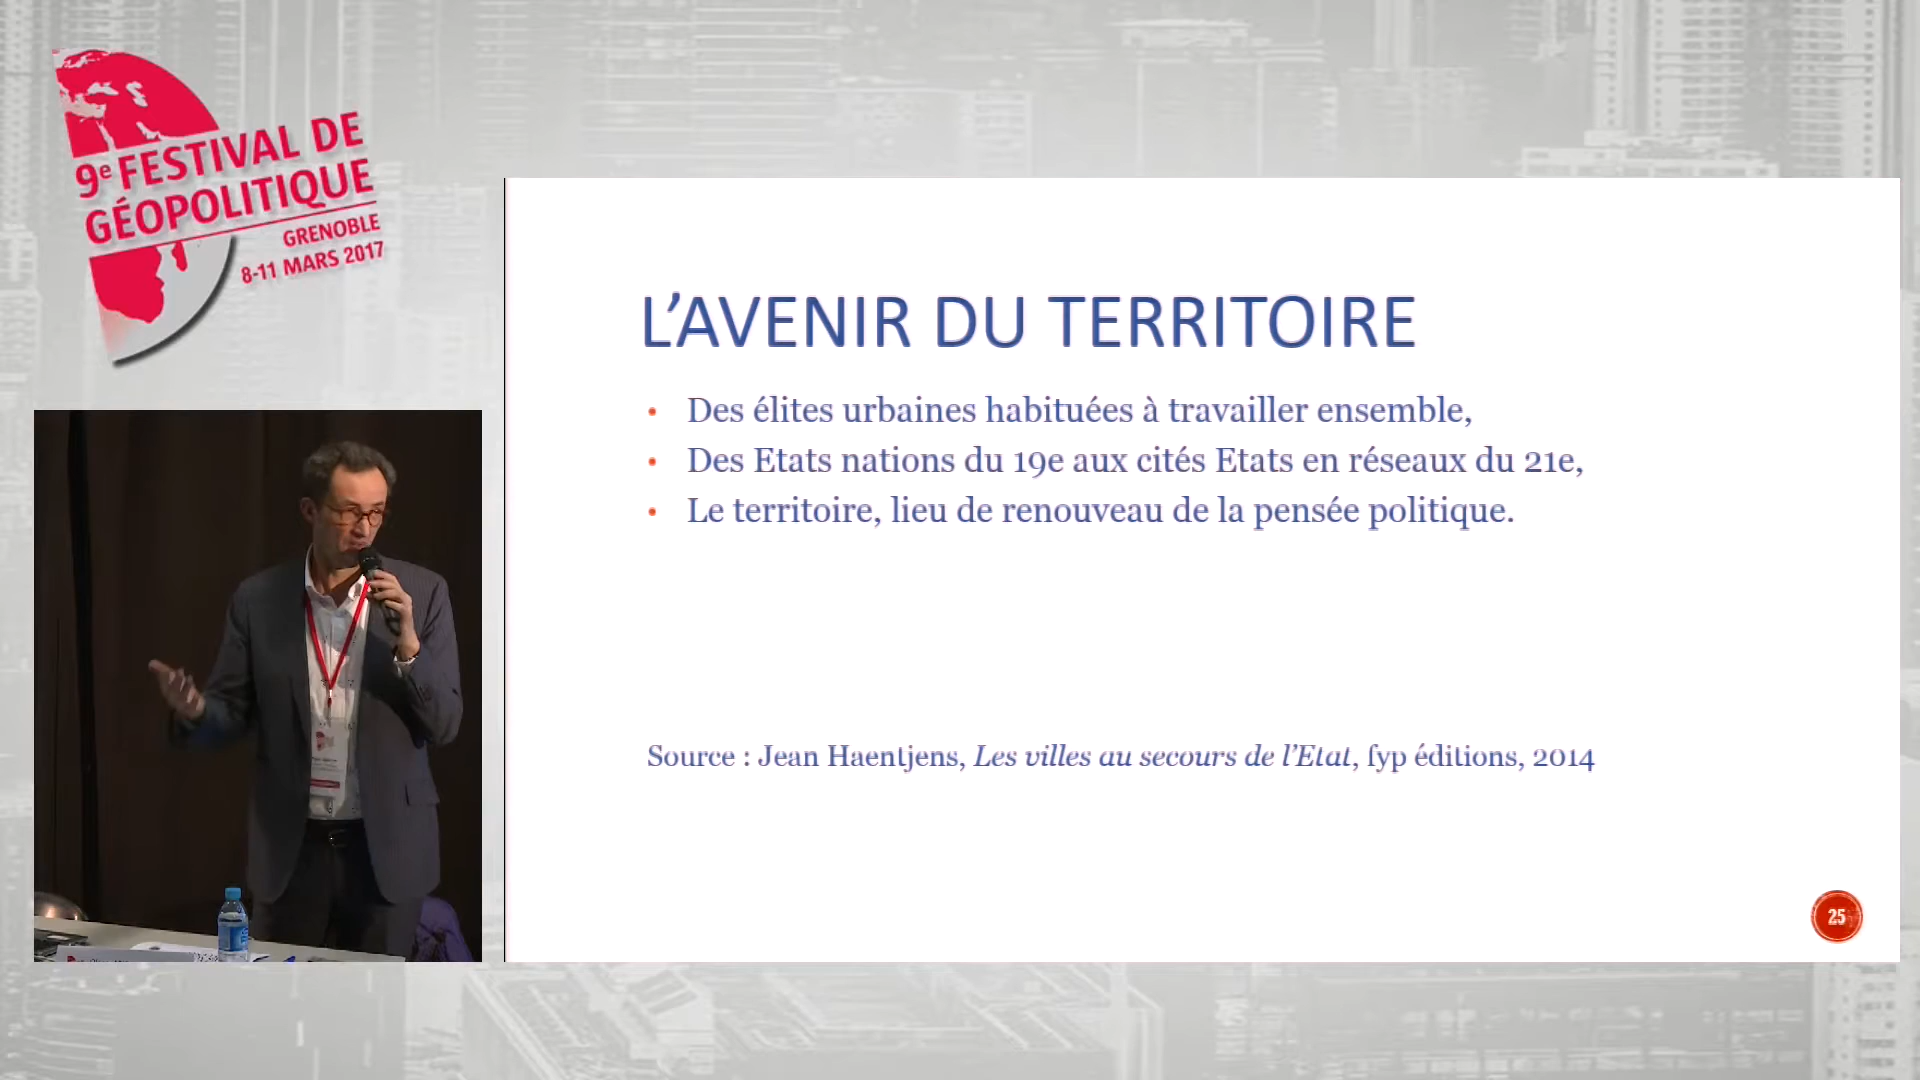 9e FESTIVAL DE
GÉOPOLITIQUE
GRENOBLE
8-11 MARS 2017
L’AVENIR DU TERRITOIRE
• Des élites urbaines habituées à travailler ensemble,
• Des Etats nations du 19e aux cités Etats en réseaux du 21e,
• Le territoire, lieu de renouveau de la pensée politique.
Source : Jean Haentjens, Les villes au secours de l’Etat, fyp éditions, 2014
25